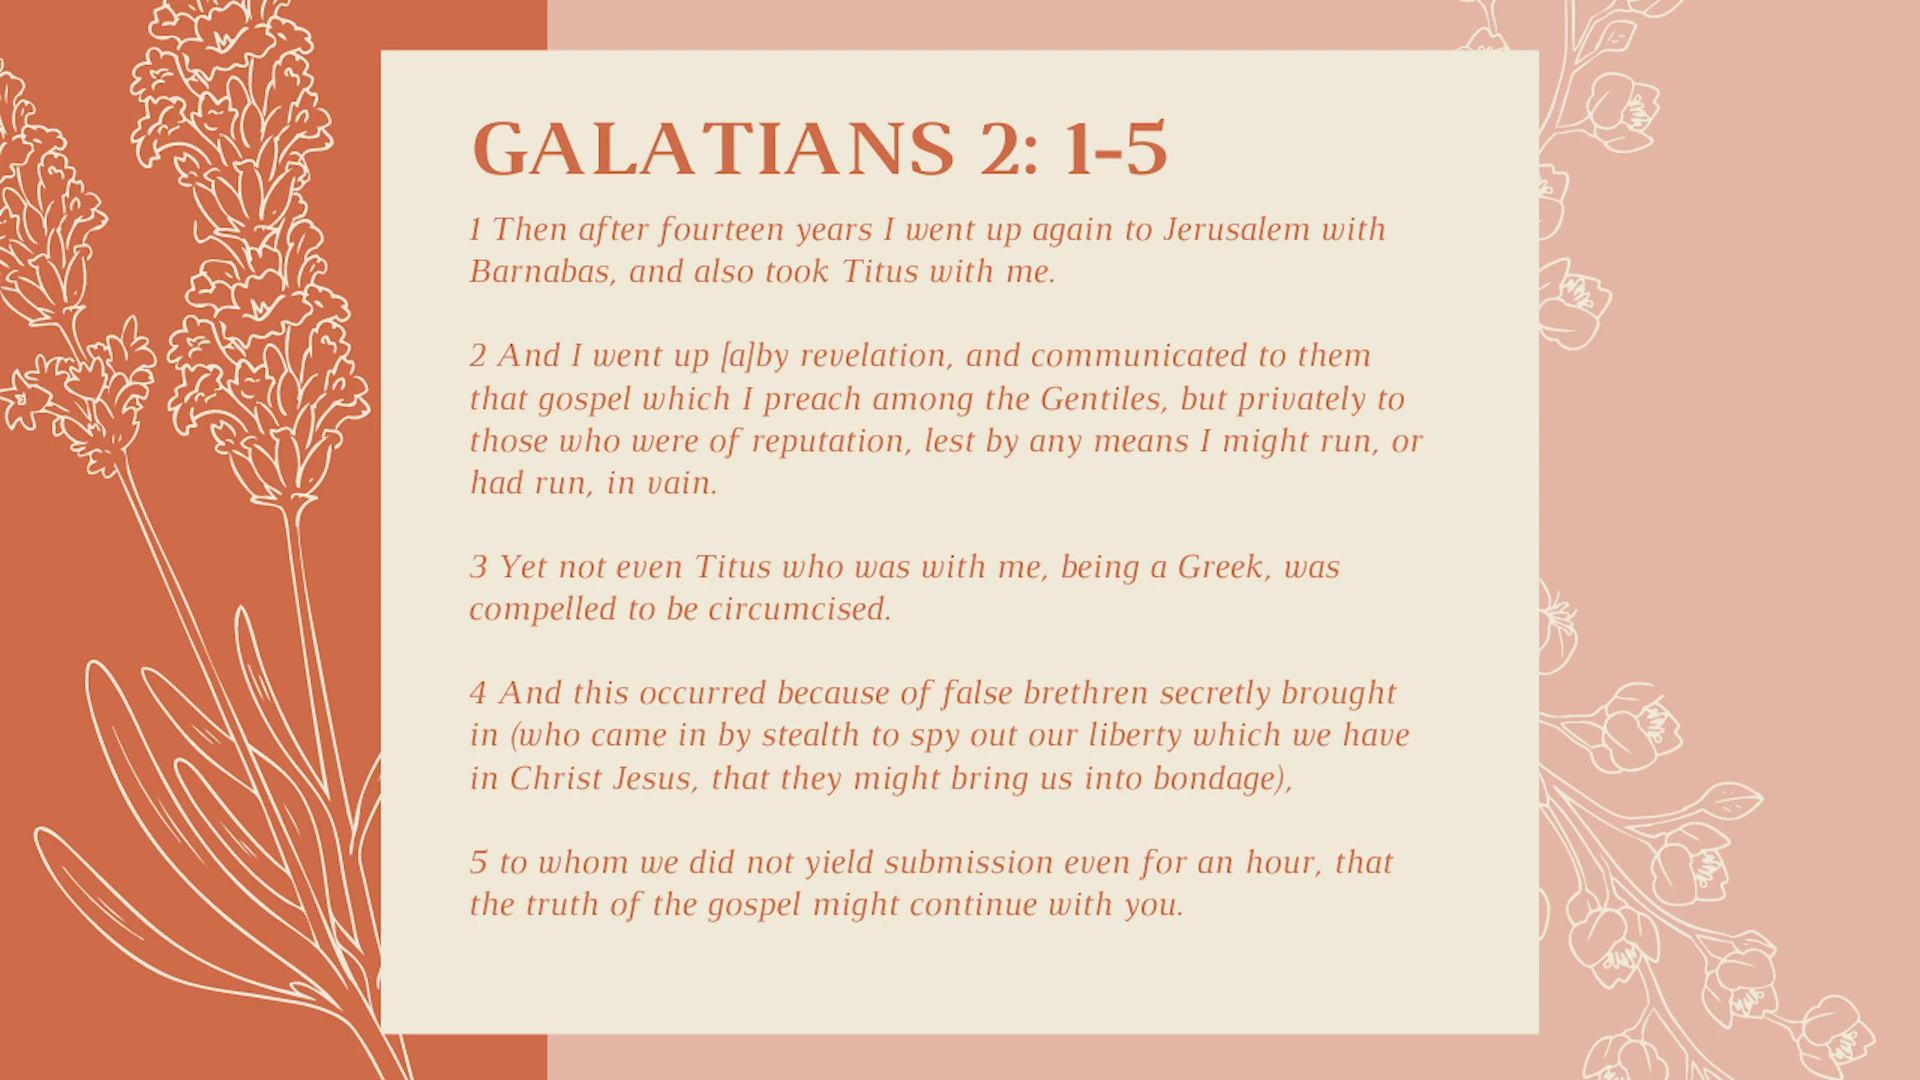 GALATIANS 2: 1-5
1 Then after fourteen years I went up again to Jerusalem with
Barnabas, and also took Titus with me.
2 And I went up [a]by revelation, and communicated to them
that gospel which I preach among the Gentiles, but privately to
those who were of reputation, lest by any means I might run, or
had run, in vain.
3 Yet not even Titus who was with me, being a Greek, was
compelled to be circumcised.
4 And this occurred because of false brethren secretly brought
in (who came in by stealth to spy out our liberty which we have
in Christ Jesus, that they might bring us into bondage),
5 to whom we did not yield submission even for an hour, that
the truth of the gospel might continue with you.